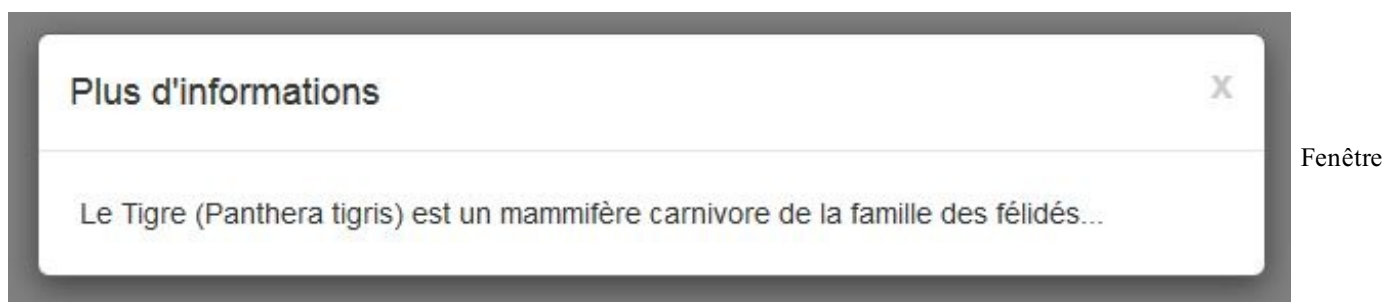 Plus d'informations
x
Fenêtre
Le Tigre (Panthera tigris) est un mammifère carnivore de la famille des félidés...